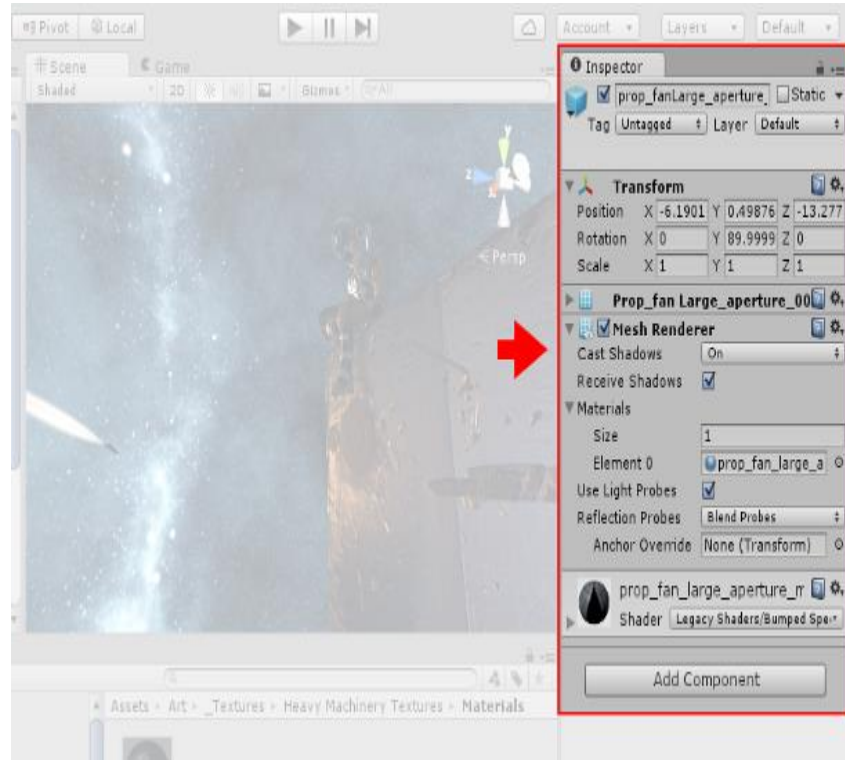 Pivot Local Account Layers Default
Scene Game
Shaded 2D Gizmos All
y
z
Persp
Assets Art _Textures Heavy Machinery Textures Materials
Inspector
prop_fanLarge_aperture_ Static
Tag Untagged Layer Default
Transform
Position X -6.1901 Y 0.49876 Z -13.277
Rotation X 0 Y 89.9999 Z 0
Scale X 1 Y 1 Z 1
Prop_fan Large_aperture_00
Mesh Renderer
Cast Shadows On
Receive Shadows
Materials
Size 1
Element 0 prop_fan_large_a
Use Light Probes
Reflection Probes Blend Probes
Anchor Override None (Transform)
prop_fan_large_aperture_m
Shader Legacy Shaders/Bumped Spe
Add Component